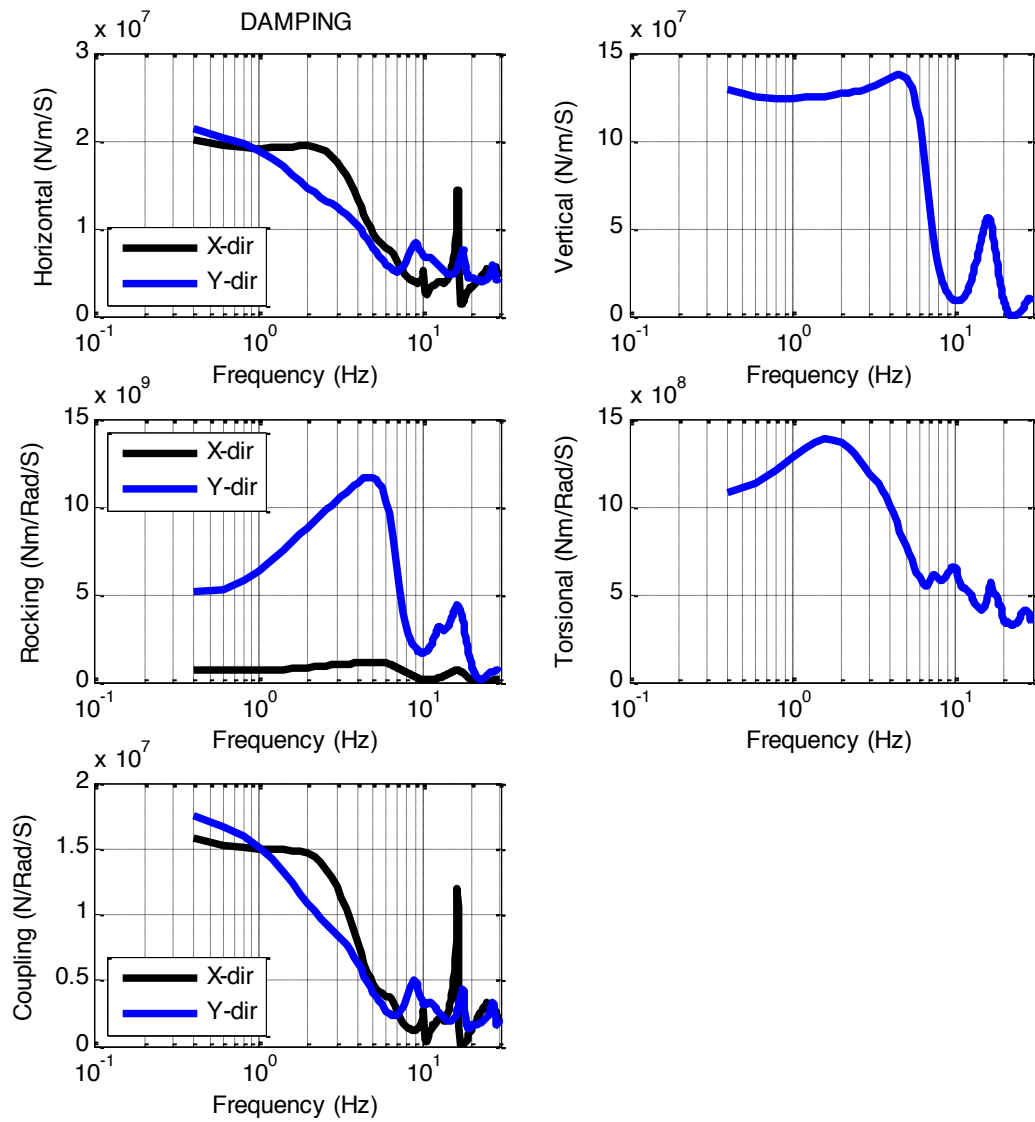 DAMPING
x 10^7
3
2
1
0
Horizontal (N/m/S)
X-dir
Y-dir
10^-1 10^0 10^1
Frequency (Hz)
x 10^7
15
10
5
0
Vertical (N/m/S)
10^-1 10^0 10^1
Frequency (Hz)
x 10^9
15
10
5
0
Rocking (Nm/Rad/S)
X-dir
Y-dir
10^-1 10^0 10^1
Frequency (Hz)
x 10^8
15
10
5
0
Torsional (Nm/Rad/S)
10^-1 10^0 10^1
Frequency (Hz)
x 10^7
2
1.5
1
0.5
0
Coupling (N/Rad/S)
X-dir
Y-dir
10^-1 10^0 10^1
Frequency (Hz)